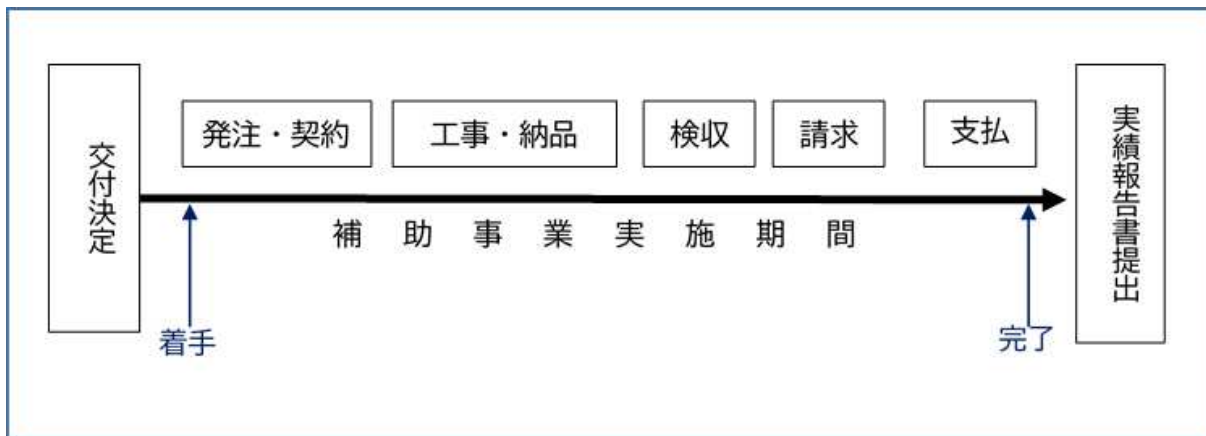 交付決定
発注・契約
工事・納品
検収
請求
支払
補助事業実施期間
着手
完了
実績報告書提出